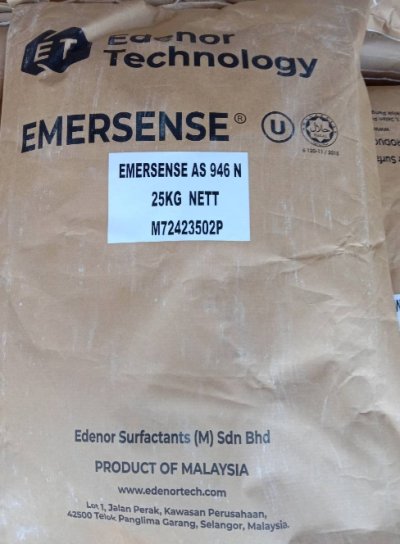 ET
Edenor
Technology
EMERSENSE®
U
حلال
EMERSENSE AS 946 N
25KG NETT
M72423502P
Edenor Surfactants (M) Sdn Bhd
PRODUCT OF MALAYSIA
www.edenortech.com
Lot 1, Jalan Perak, Kawasan Perusahaan,
42500 Telok Panglima Garang, Selangor, Malaysia.